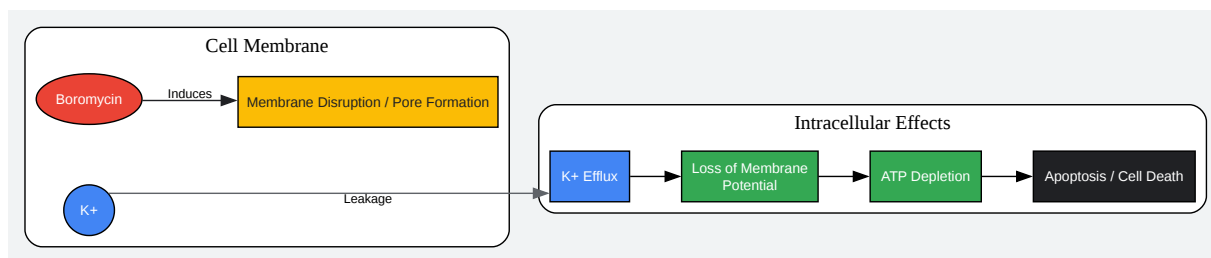 Cell Membrane
Boromycin
Induces
Membrane Disruption / Pore Formation
K+
Leakage
Intracellular Effects
K+ Efflux
Loss of Membrane
Potential
ATP Depletion
Apoptosis / Cell Death